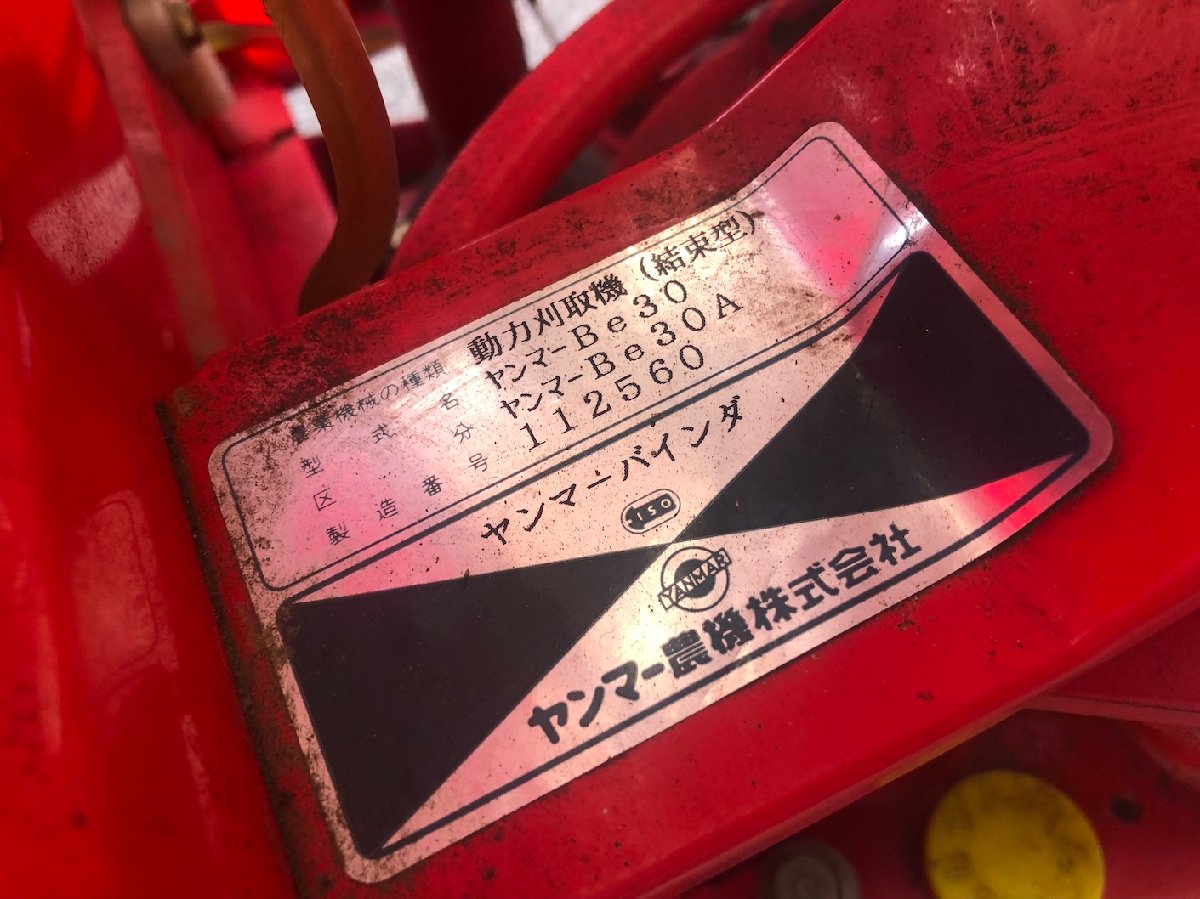 農業機械の種類 動力刈取機（結束型）
型式名 ヤンマーBe30
区分 ヤンマーBe30A
製造番号 112560
ヤンマーバインダ
YANMAR
ヤンマー農機株式会社